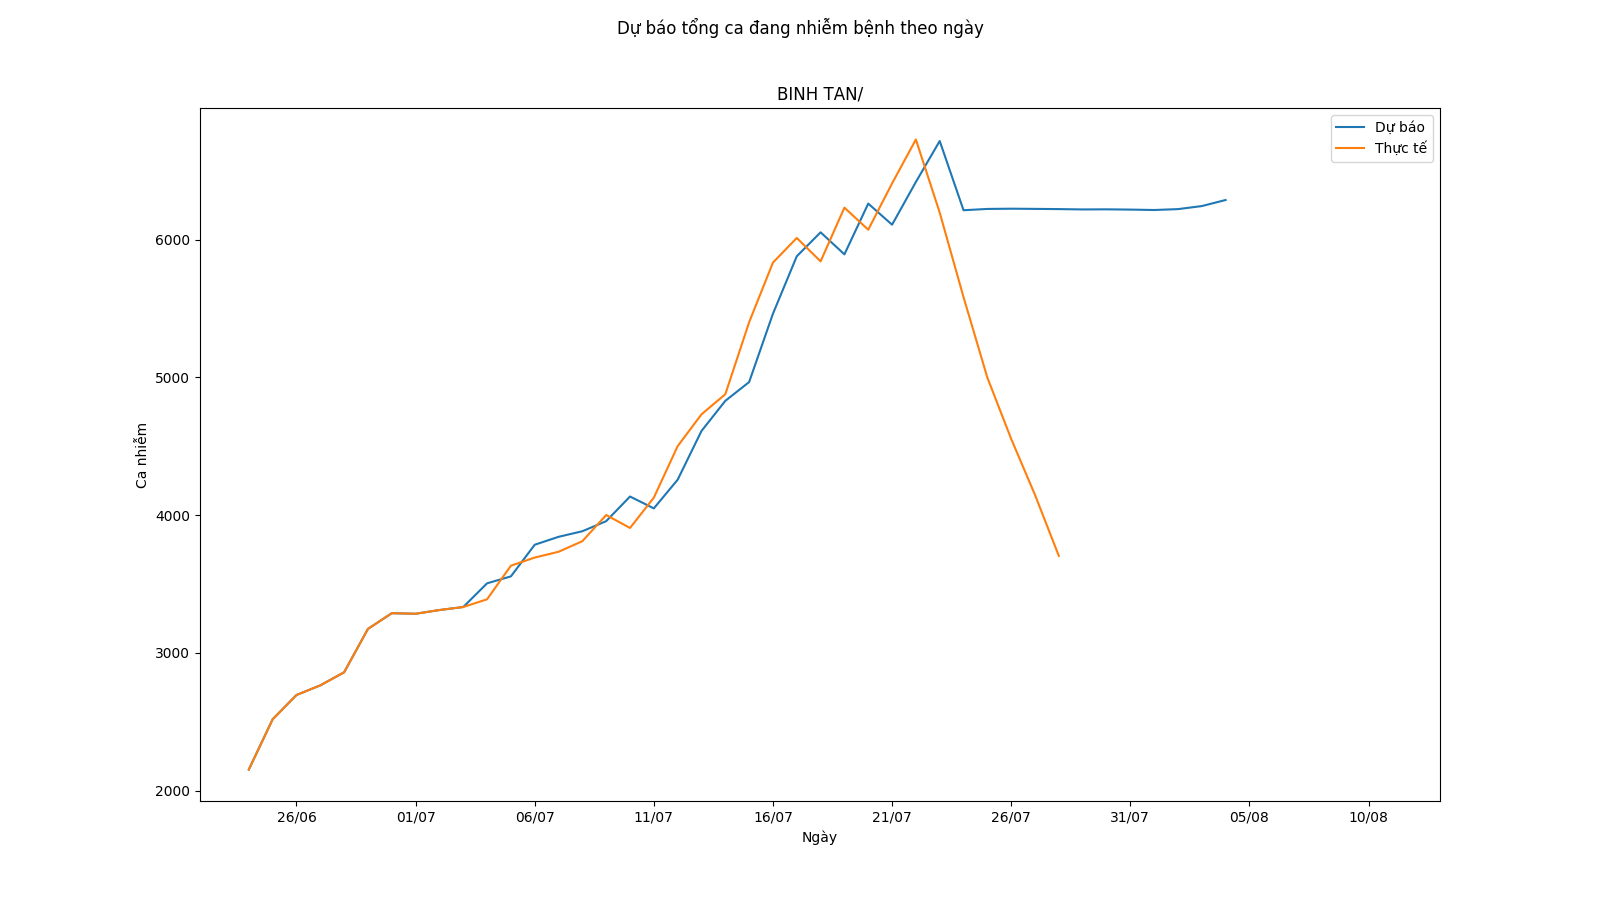 Dự báo tổng ca đang nhiễm bệnh theo ngày
BINH TAN/
Dự báo
Thực tế
6000
5000
4000
3000
2000
Ca nhiễm
26/06 01/07 06/07 11/07 16/07 21/07 26/07 31/07 05/08 10/08
Ngày